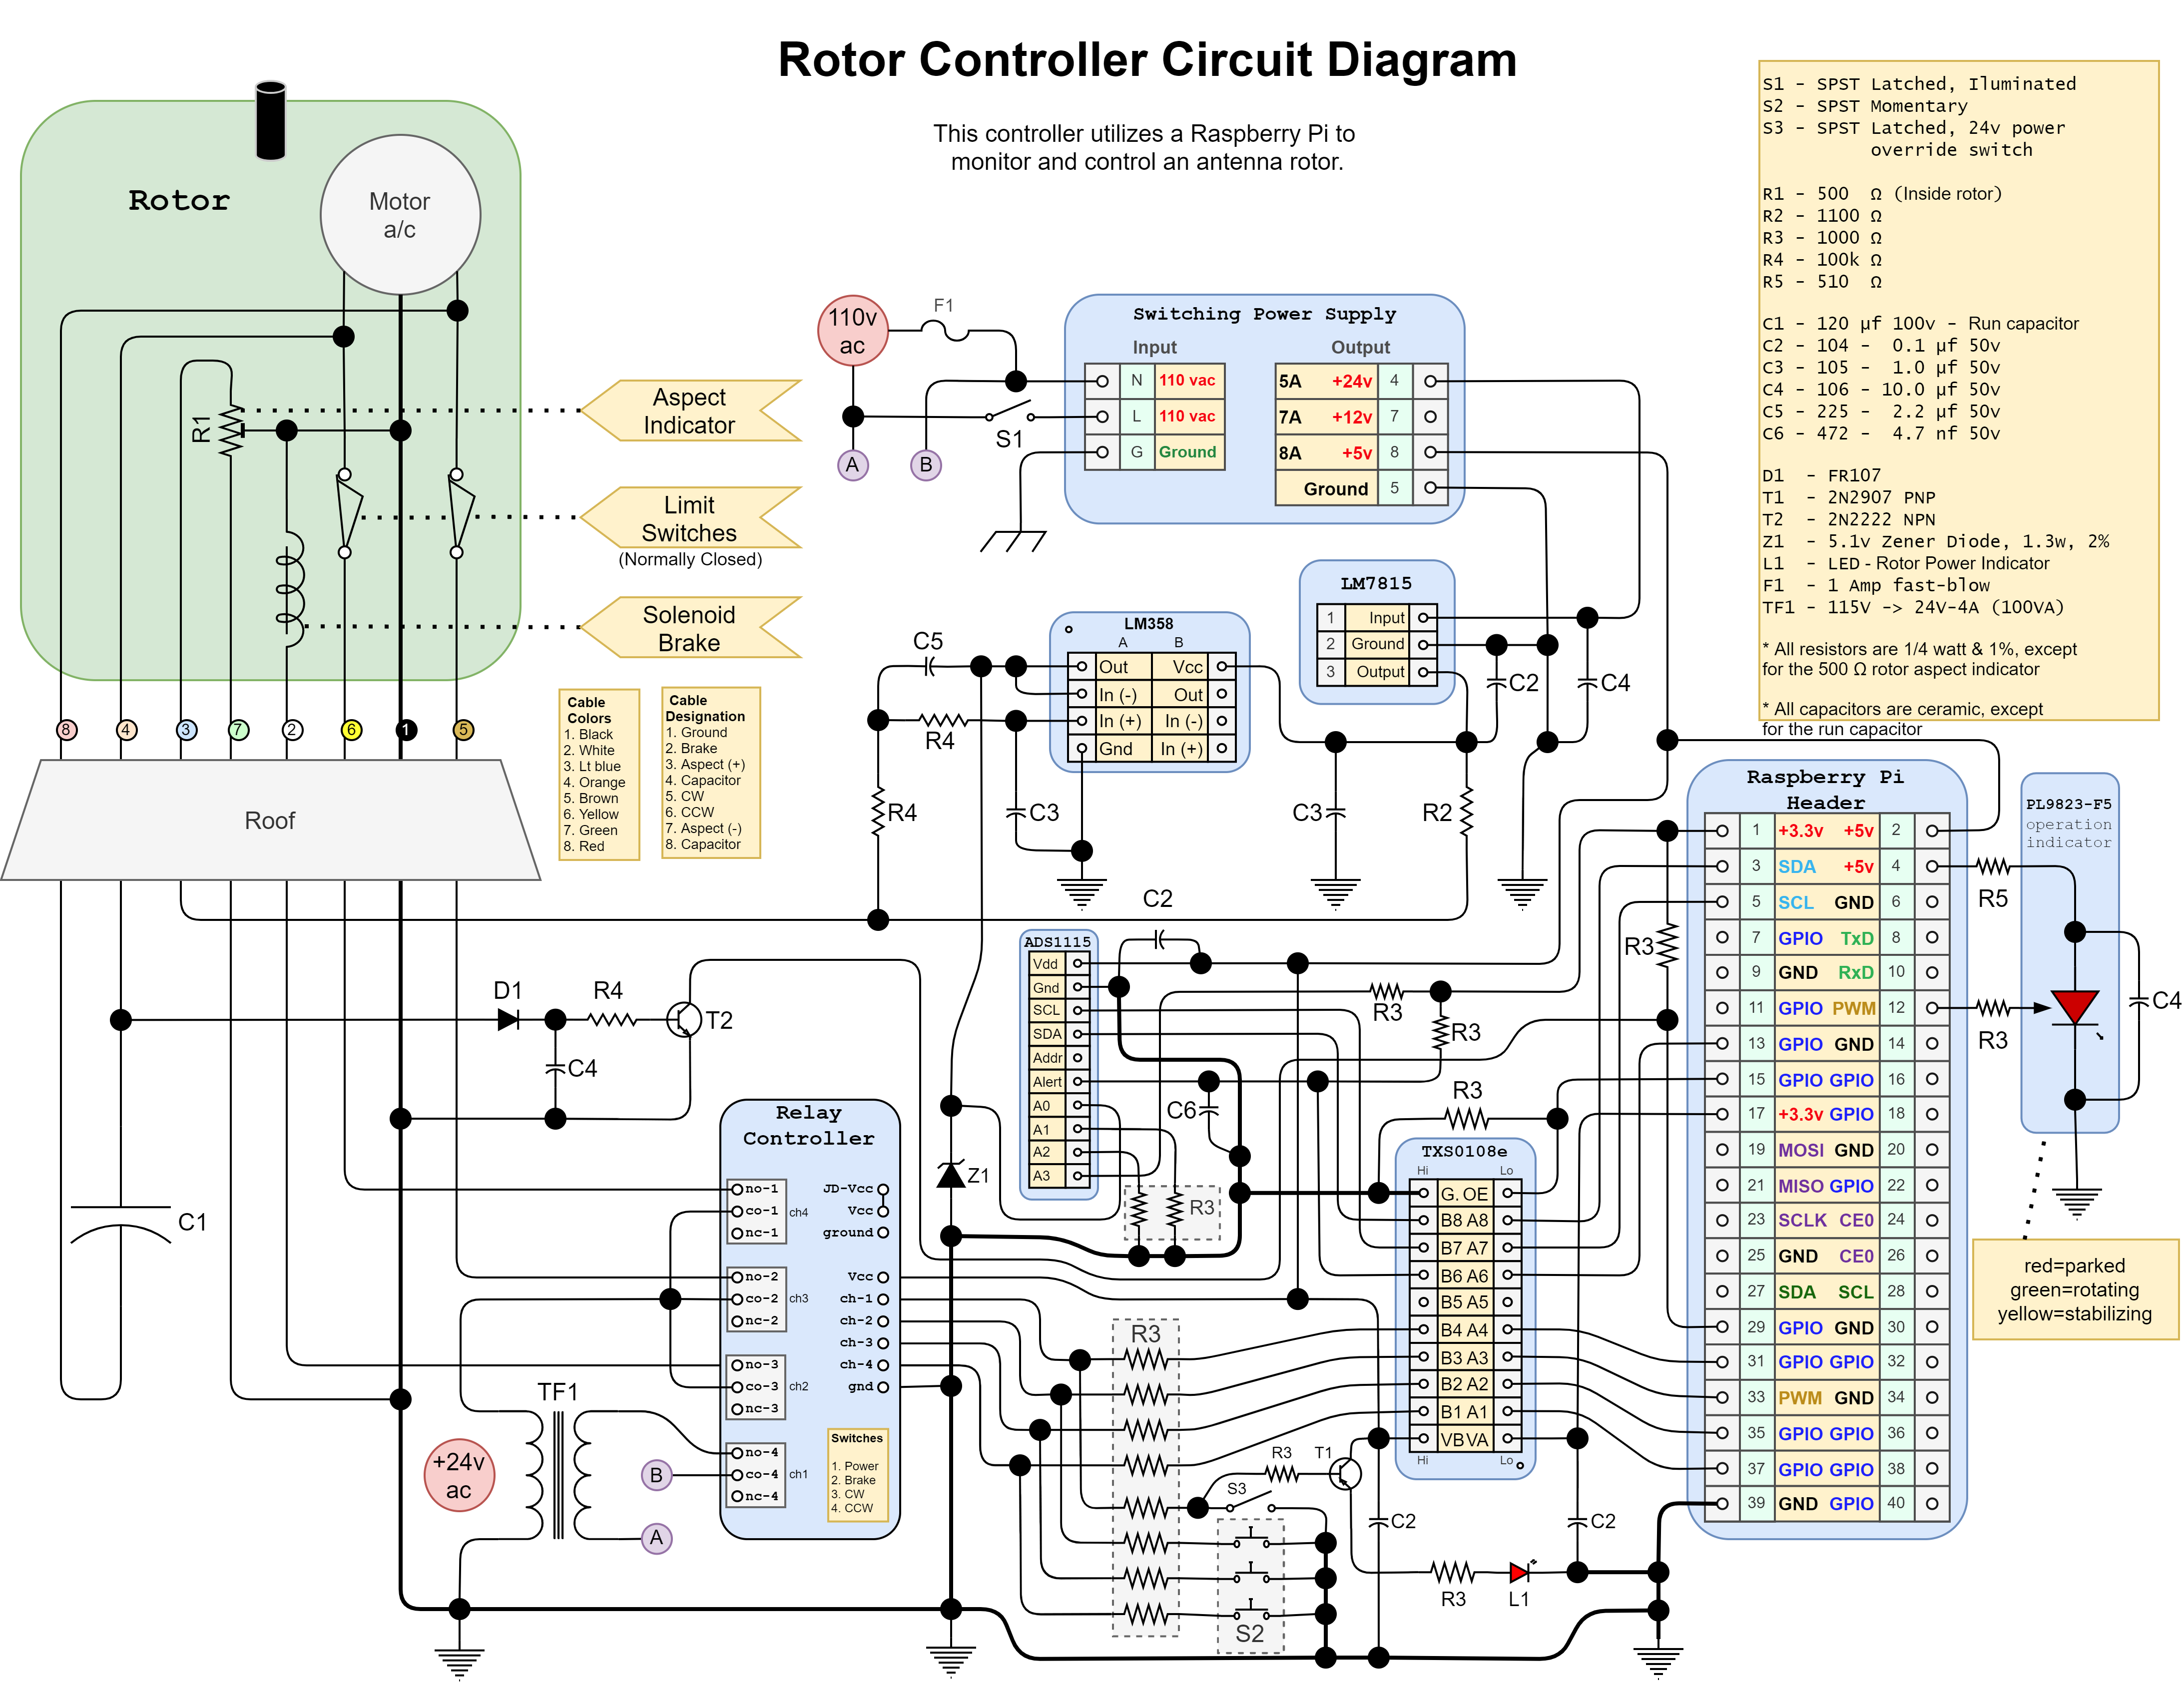 Rotor Controller Circuit Diagram
This controller utilizes a Raspberry Pi to
monitor and control an antenna rotor.
S1 - SPST Latched, Iluminated
S2 - SPST Momentary
S3 - SPST Latched, 24v power
override switch
R1 - 500 Ω (Inside rotor)
R2 - 1100 Ω
R3 - 1000 Ω
R4 - 100k Ω
R5 - 510 Ω
C1 - 120 µf 100v - Run capacitor
C2 - 104 - 0.1 µf 50v
C3 - 105 - 1.0 µf 50v
C4 - 106 - 10.0 µf 50v
C5 - 225 - 2.2 µf 50v
C6 - 472 - 4.7 nf 50v
D1 - FR107
T1 - 2N2907 PNP
T2 - 2N2222 NPN
Z1 - 5.1v Zener Diode, 1.3w, 2%
L1 - LED - Rotor Power Indicator
F1 - 1 Amp fast-blow
TF1 - 115V -> 24V-4A (100VA)
* All resistors are 1/4 watt & 1%, except
for the 500 Ω rotor aspect indicator
* All capacitors are ceramic, except
for the run capacitor
Rotor
Motor
a/c
R1
Aspect
Indicator
Limit
Switches
(Normally Closed)
Solenoid
Brake
8 4 3 7 2 6 1 5
Roof
Cable
Colors
1. Black
2. White
3. Lt blue
4. Orange
5. Brown
6. Yellow
7. Green
8. Red
Cable
Designation
1. Ground
2. Brake
3. Aspect (+)
4. Capacitor
5. CW
6. CCW
7. Aspect (-)
8. Capacitor
110v
ac
F1
A
B
S1
Switching Power Supply
Input
Output
N 110 vac
L 110 vac
G Ground
5A +24v 4
7A +12v 7
8A +5v 8
Ground 5
LM7815
1 Input
2 Ground
3 Output
C2
C4
LM358
A B
Out Vcc
In (-) Out
In (+) In (-)
Gnd In (+)
C5
R4
R4
C3
C3
R2
ADS1115
Vdd
Gnd
SCL
SDA
Addr
Alert
A0
A1
A2
A3
C2
R3
R3
R3
C6
R3
R3
D1
R4
T2
C4
C1
Z1
Relay
Controller
no-1
co-1
nc-1
ch4
no-2
co-2
nc-2
ch3
no-3
co-3
nc-3
ch2
no-4
co-4
nc-4
ch1
JD-Vcc
Vcc
ground
Vcc
ch-1
ch-2
ch-3
ch-4
gnd
Switches
1. Power
2. Brake
3. CW
4. CCW
TF1
+24v
ac
B
A
TXS0108e
Hi Lo
G. OE
B8 A8
B7 A7
B6 A6
B5 A5
B4 A4
B3 A3
B2 A2
B1 A1
VB VA
Hi Lo
R3
R3
T1
S3
S2
C2
C2
R3
L1
Raspberry Pi
Header
1 +3.3v +5v 2
3 SDA +5v 4
5 SCL GND 6
7 GPIO TxD 8
9 GND RxD 10
11 GPIO PWM 12
13 GPIO GND 14
15 GPIO GPIO 16
17 +3.3v GPIO 18
19 MOSI GND 20
21 MISO GPIO 22
23 SCLK CE0 24
25 GND CE0 26
27 SDA SCL 28
29 GPIO GND 30
31 GPIO GPIO 32
33 PWM GND 34
35 GPIO GPIO 36
37 GPIO GPIO 38
39 GND GPIO 40
PL9823-F5
operation
indicator
R5
R3
C4
red=parked
green=rotating
yellow=stabilizing